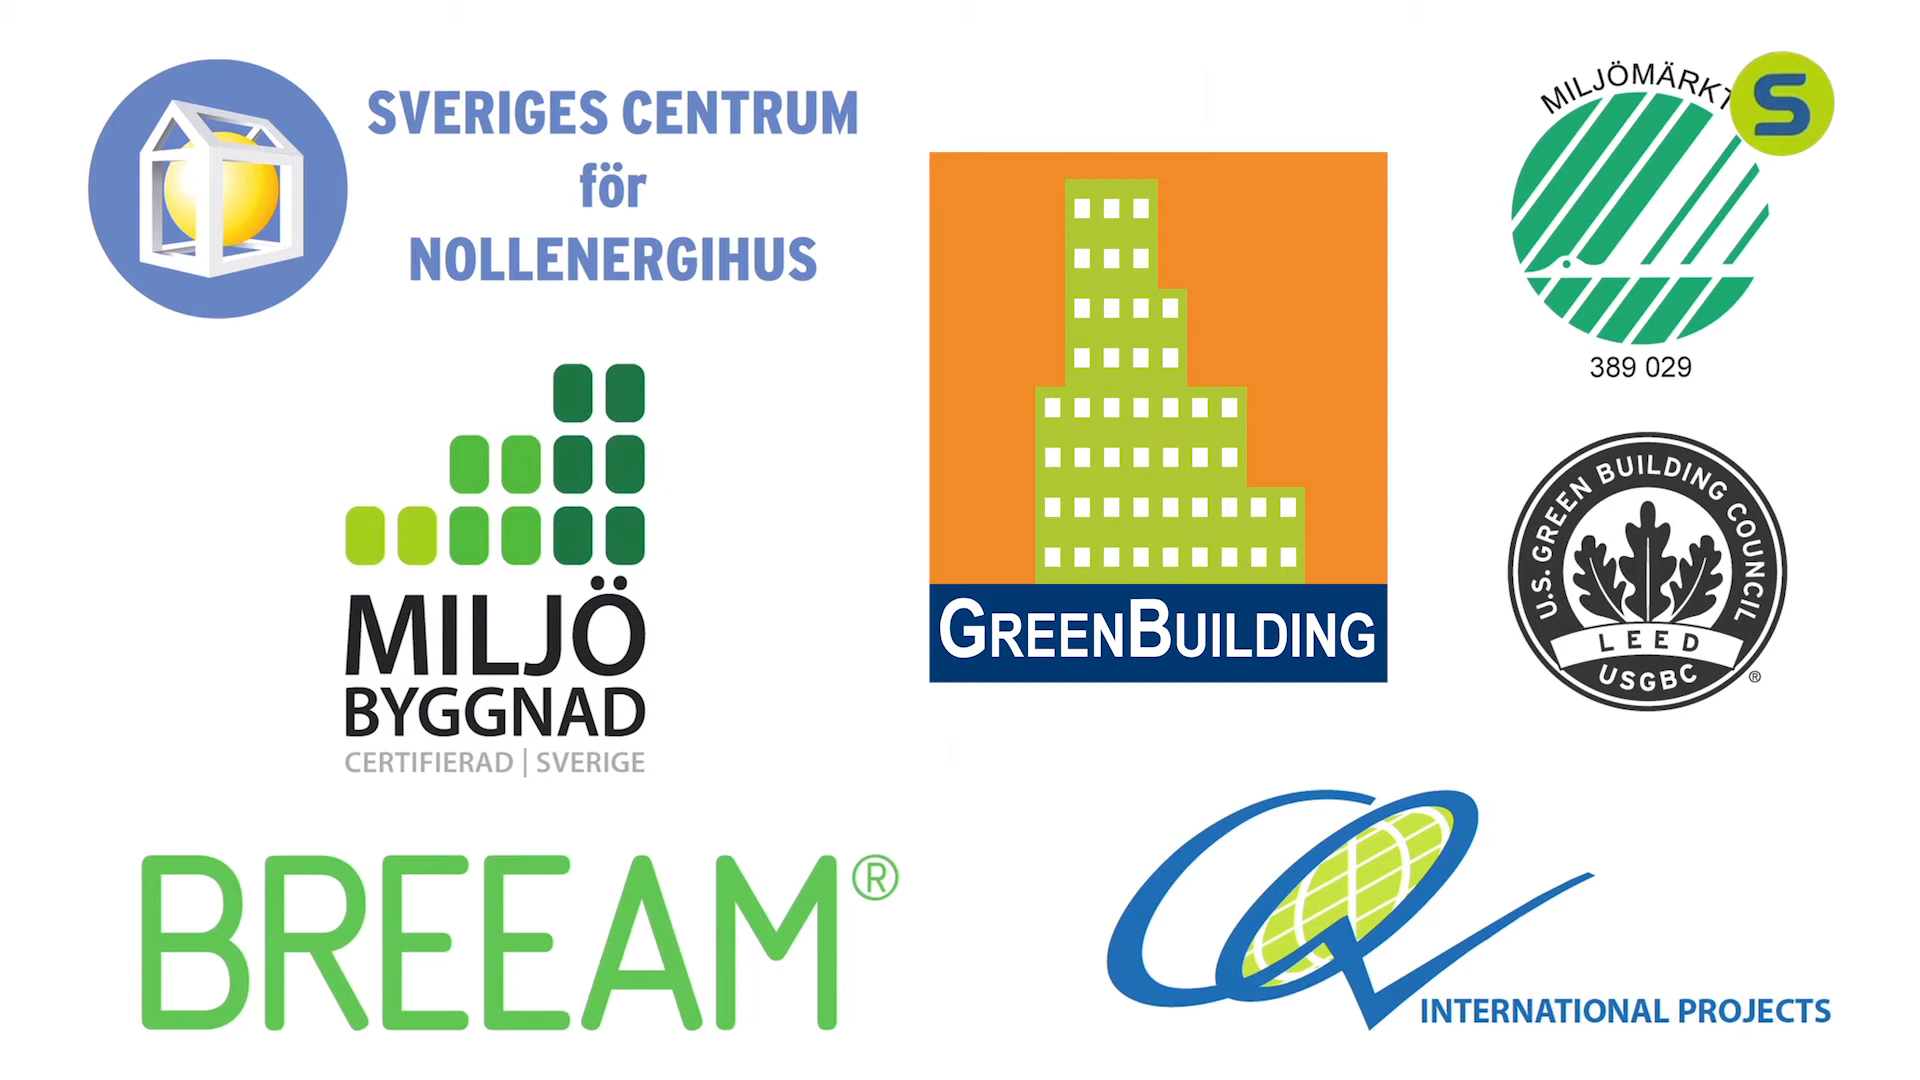 SVERIGES CENTRUM
för
NOLLENERGIHUS
MILJÖMÄRKT
S
389 029
GREENBUILDING
U.S. GREEN BUILDING COUNCIL
LEED
USGBC
®
MILJÖ
BYGGNAD
CERTIFIERAD | SVERIGE
BREEAM®
INTERNATIONAL PROJECTS